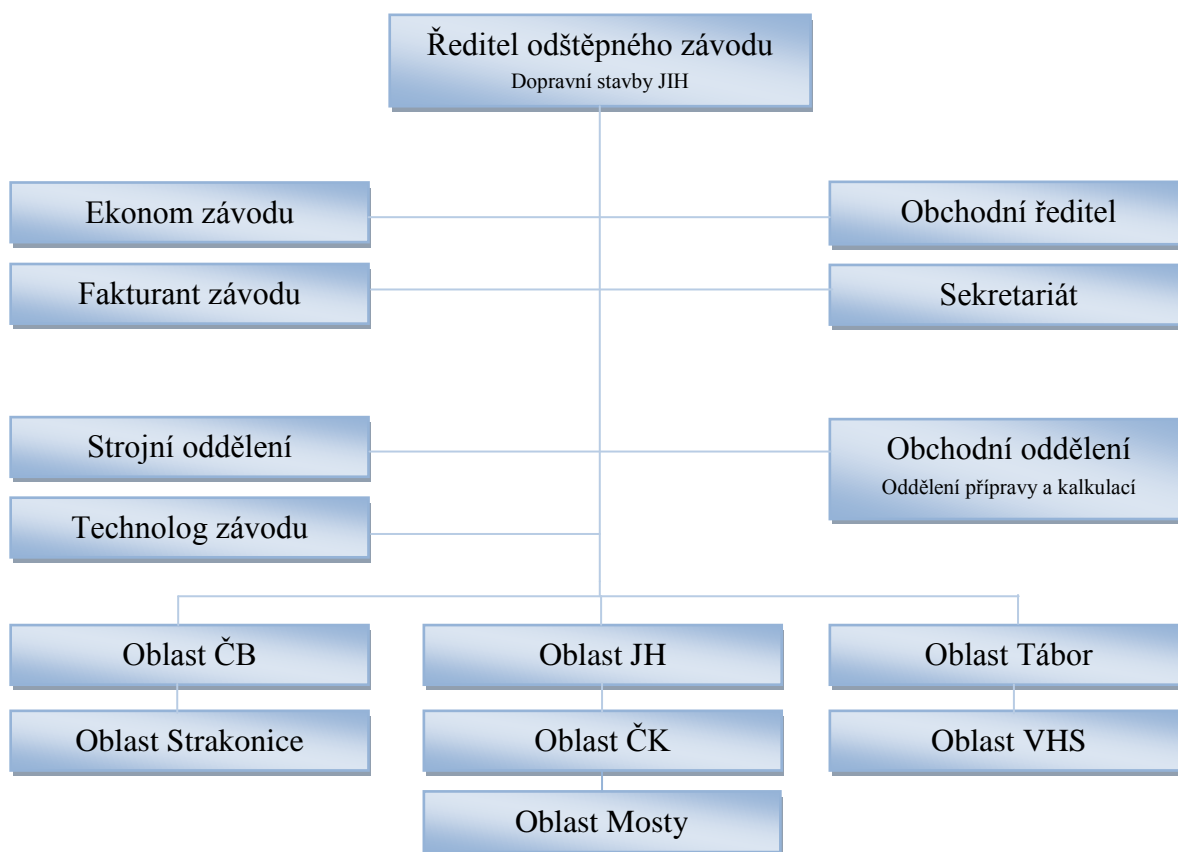 Ředitel odštěpného závodu
Dopravní stavby JIH
Ekonom závodu
Obchodní ředitel
Fakturant závodu
Sekretariát
Strojní oddělení
Obchodní oddělení
Oddělení přípravy a kalkulací
Technolog závodu
Oblast ČB
Oblast JH
Oblast Tábor
Oblast Strakonice
Oblast ČK
Oblast VHS
Oblast Mosty